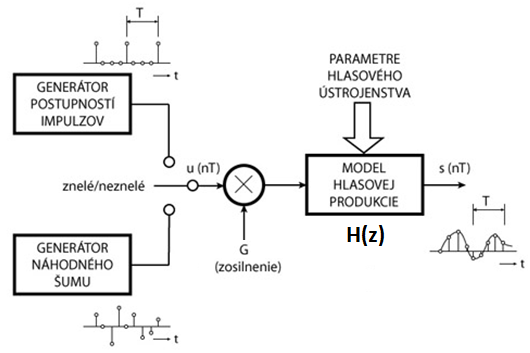 T
t
GENERÁTOR
POSTUPNOSTÍ
IMPULZOV
PARAMETRE
HLASOVÉHO
ÚSTROJENSTVA
znelé/neznelé
u (nT)
G
(zosilnenie)
MODEL
HLASOVEJ
PRODUKCIE
H(z)
s (nT)
T
t
GENERÁTOR
NÁHODNÉHO
ŠUMU
t